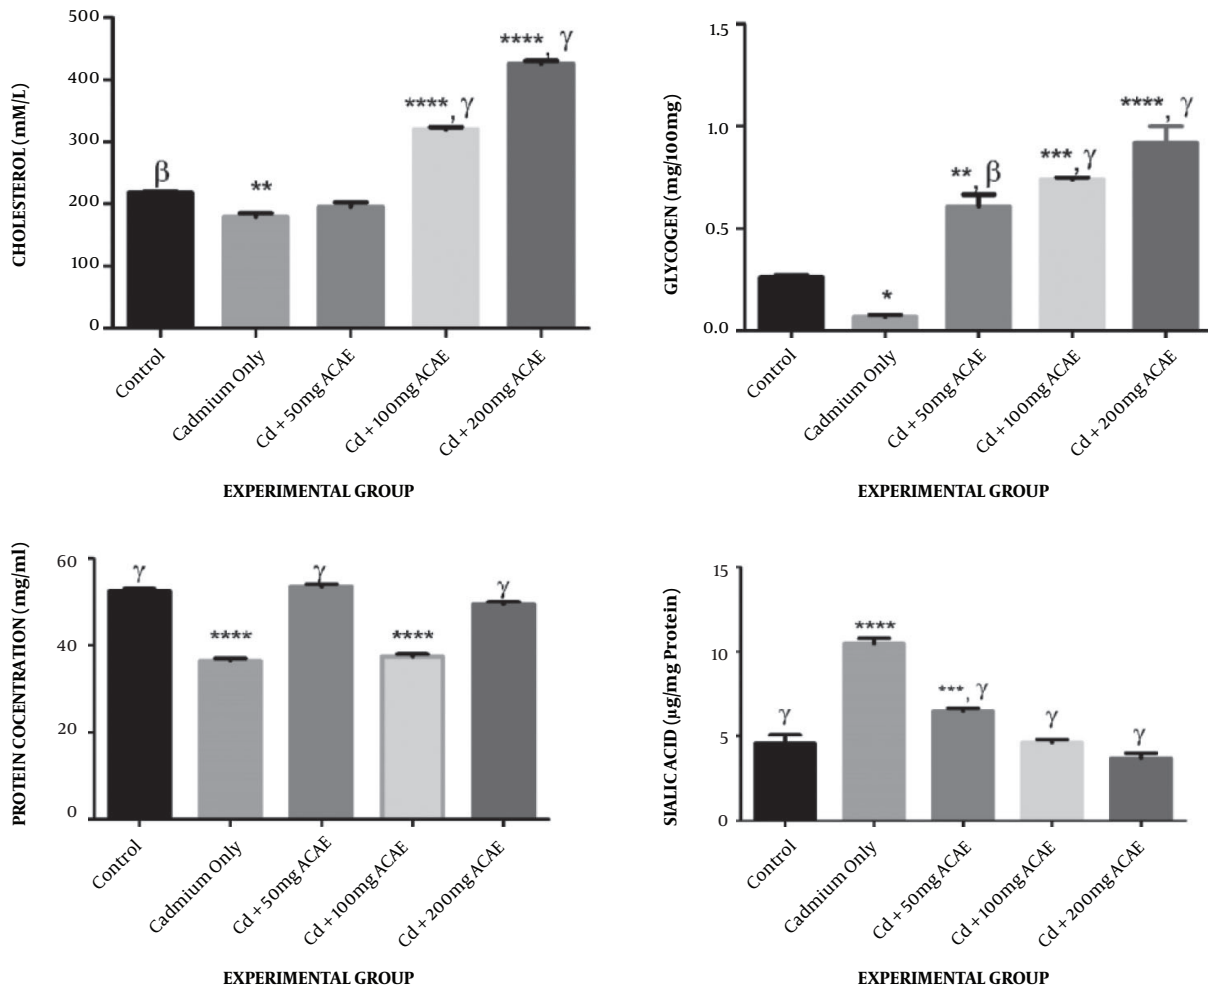 CHOLESTEROL (mM/L)
500
400
300
200
100
0
β
**
****, γ
****, γ
Control
Cadmium Only
Cd + 50mg ACAE
Cd + 100mg ACAE
Cd + 200mg ACAE
EXPERIMENTAL GROUP
GLYCOGEN (mg/100mg)
1.5
1.0
0.5
0.0
*
**, β
***, γ
****, γ
Control
Cadmium Only
Cd + 50mg ACAE
Cd + 100mg ACAE
Cd + 200mg ACAE
EXPERIMENTAL GROUP
PROTEIN COCENTRATION (mg/ml)
60
40
20
0
γ
****
γ
****
γ
Control
Cadmium Only
Cd + 50mg ACAE
Cd + 100mg ACAE
Cd + 200mg ACAE
EXPERIMENTAL GROUP
SIALIC ACID (µg/mg Protein)
15
10
5
0
γ
****
***, γ
γ
γ
Control
Cadmium Only
Cd + 50mg ACAE
Cd + 100mg ACAE
Cd + 200mg ACAE
EXPERIMENTAL GROUP